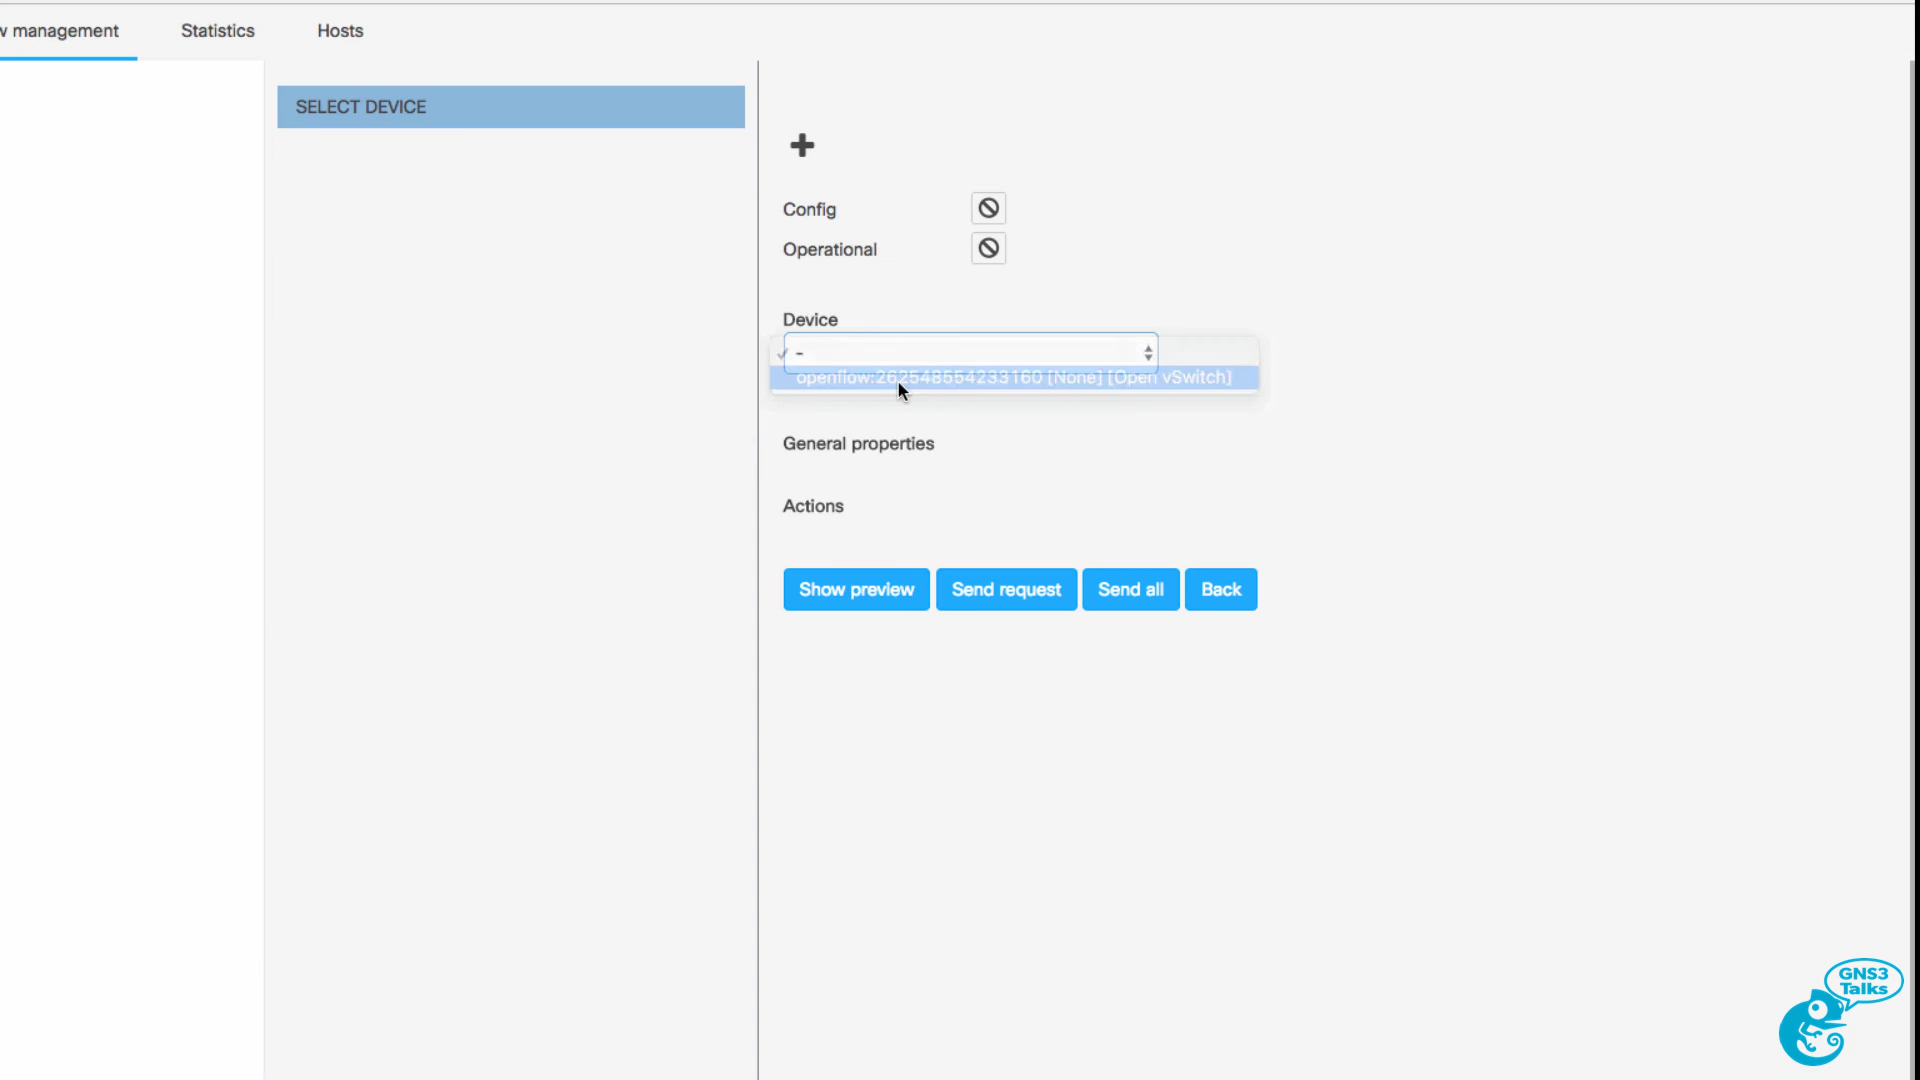 w management
Statistics
Hosts
SELECT DEVICE
Config
Operational
Device
-
openflow:262548554233160 [None] [Open vSwitch]
General properties
Actions
Show preview
Send request
Send all
Back
GNS3
Talks